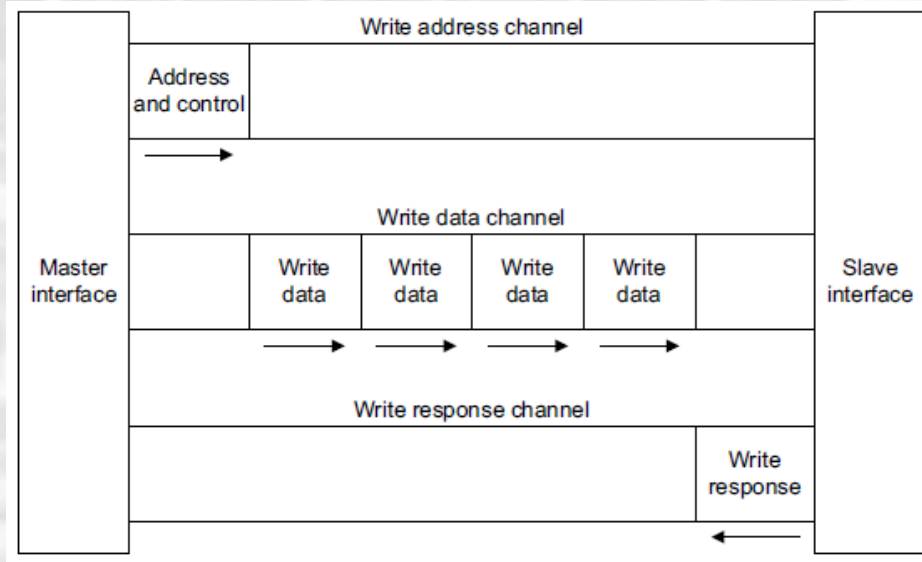 Write address channel
Address
and control
Write data channel
Master
interface
Write
data
Write
data
Write
data
Write
data
Slave
interface
Write response channel
Write
response